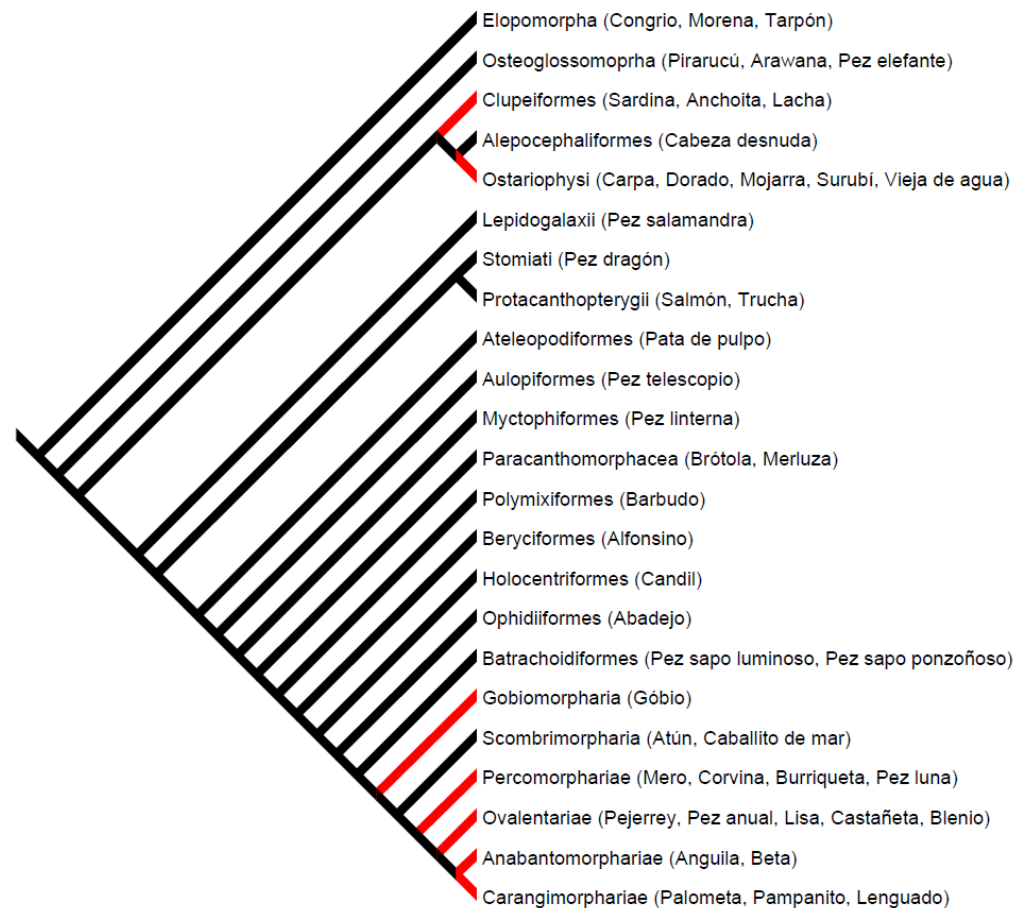 Elopomorpha (Congrio, Morena, Tarpón)
Osteoglossomoprha (Pirarucú, Arawana, Pez elefante)
Clupeiformes (Sardina, Anchoita, Lacha)
Alepocephaliformes (Cabeza desnuda)
Ostariophysi (Carpa, Dorado, Mojarra, Surubí, Vieja de agua)
Lepidogalaxii (Pez salamandra)
Stomiati (Pez dragón)
Protacanthopterygii (Salmón, Trucha)
Ateleopodiformes (Pata de pulpo)
Aulopiformes (Pez telescopio)
Myctophiformes (Pez linterna)
Paracanthomorphacea (Brótola, Merluza)
Polymixiformes (Barbudo)
Beryciformes (Alfonsino)
Holocentriformes (Candil)
Ophidiiformes (Abadejo)
Batrachoidiformes (Pez sapo luminoso, Pez sapo ponzoñoso)
Gobiomorpharia (Góbio)
Scombrimorpharia (Atún, Caballito de mar)
Percomorphariae (Mero, Corvina, Burriqueta, Pez luna)
Ovalentariae (Pejerrey, Pez anual, Lisa, Castañeta, Blenio)
Anabantomorphariae (Anguila, Beta)
Carangimorphariae (Palometa, Pampanito, Lenguado)